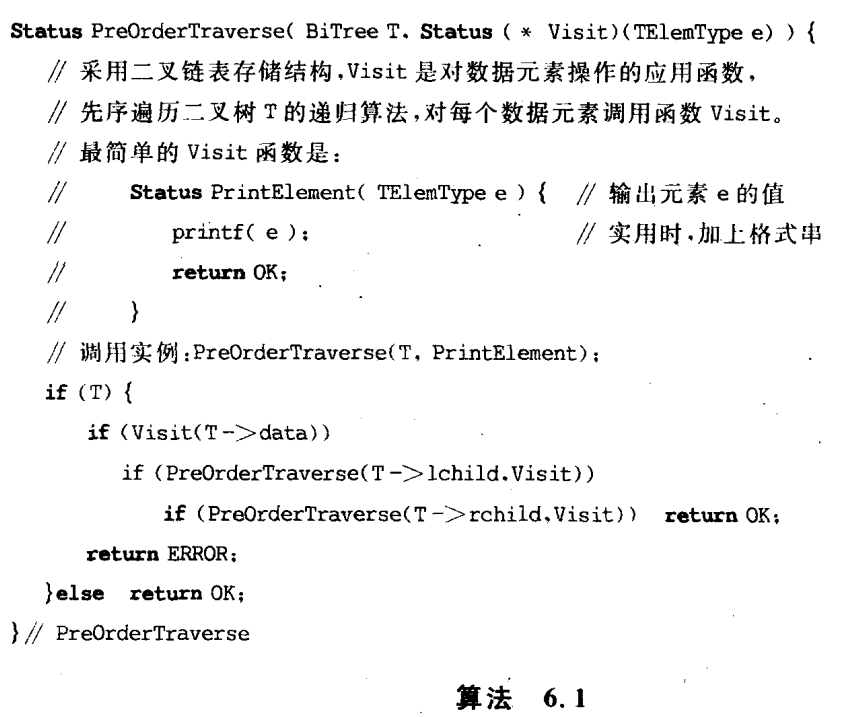 Status PreOrderTraverse( BiTree T, Status ( * Visit)(TElemType e) ) {
// 采用二叉链表存储结构,Visit 是对数据元素操作的应用函数,
// 先序遍历二叉树 T 的递归算法,对每个数据元素调用函数 Visit。
// 最简单的 Visit 函数是:
// Status PrintElement( TElemType e ) { // 输出元素 e 的值
// printf( e ); // 实用时,加上格式串
// return OK;
// }
// 调用实例:PreOrderTraverse(T, PrintElement);
if (T) {
if (Visit(T->data))
if (PreOrderTraverse(T->lchild.Visit))
if (PreOrderTraverse(T->rchild,Visit)) return OK;
return ERROR;
}else return OK;
}// PreOrderTraverse
算法 6.1